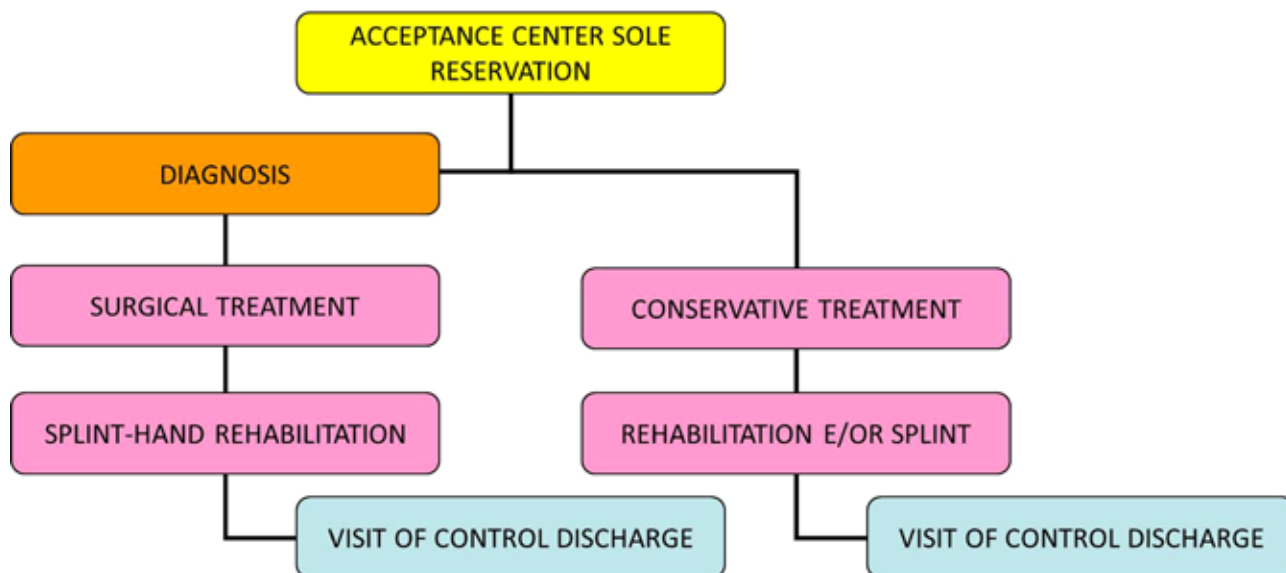 ACCEPTANCE CENTER SOLE
RESERVATION
DIAGNOSIS
SURGICAL TREATMENT
CONSERVATIVE TREATMENT
SPLINT-HAND REHABILITATION
REHABILITATION E/OR SPLINT
VISIT OF CONTROL DISCHARGE
VISIT OF CONTROL DISCHARGE